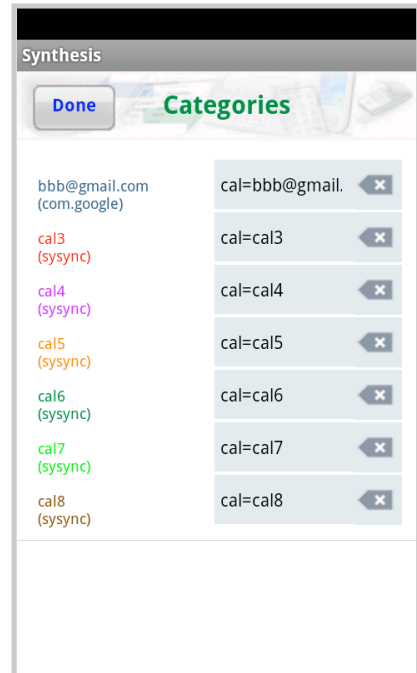 Synthesis
Done
Categories
bbb@gmail.com
(com.google)
cal=bbb@gmail.
cal3
(sysync)
cal=cal3
cal4
(sysync)
cal=cal4
cal5
(sysync)
cal=cal5
cal6
(sysync)
cal=cal6
cal7
(sysync)
cal=cal7
cal8
(sysync)
cal=cal8